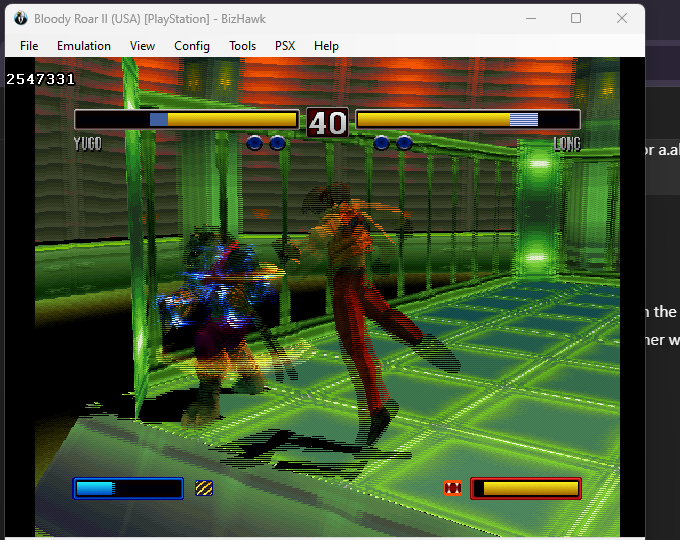 Bloody Roar II (USA) [PlayStation] - BizHawk
File Emulation View Config Tools PSX Help
2547331
40
YUGO LONG
or a.al
n the
her w